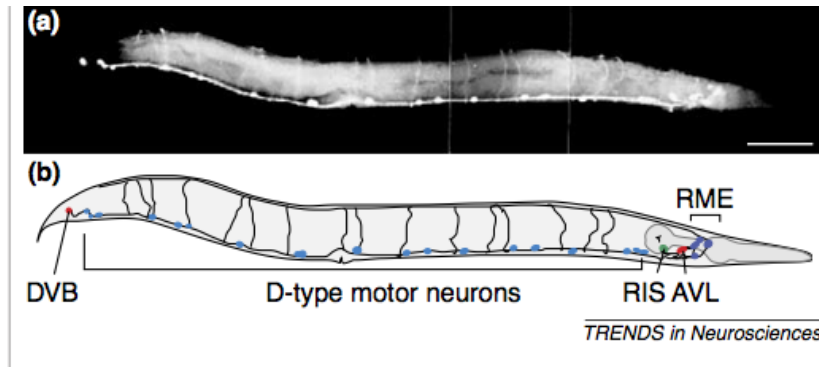 (a)
(b)
RME
DVB
D-type motor neurons
RIS AVL
TRENDS in Neurosciences